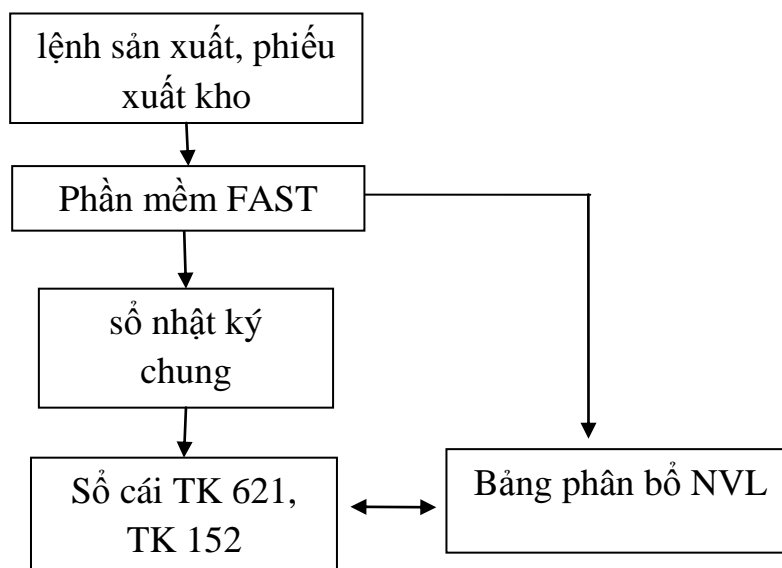 lệnh sản xuất, phiếu
xuất kho
Phần mềm FAST
sổ nhật ký
chung
Sổ cái TK 621,
TK 152
Bảng phân bổ NVL